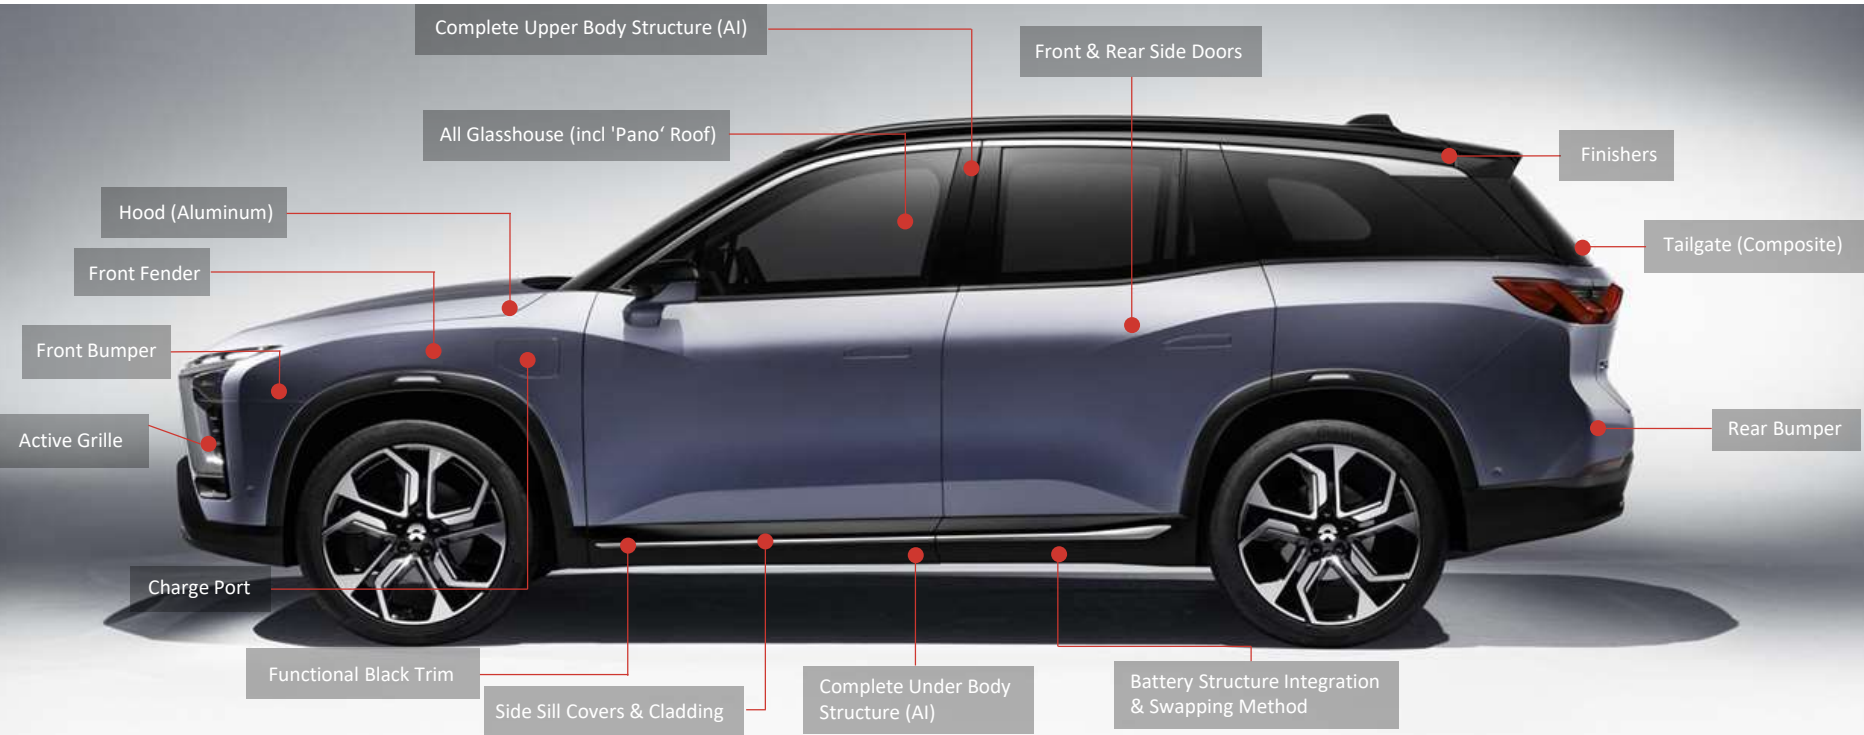 Complete Upper Body Structure (AI)
Front & Rear Side Doors
All Glasshouse (incl 'Pano‘ Roof)
Finishers
Hood (Aluminum)
Tailgate (Composite)
Front Fender
Front Bumper
Active Grille
Rear Bumper
Charge Port
Functional Black Trim
Side Sill Covers & Cladding
Complete Under Body
Structure (AI)
Battery Structure Integration
& Swapping Method